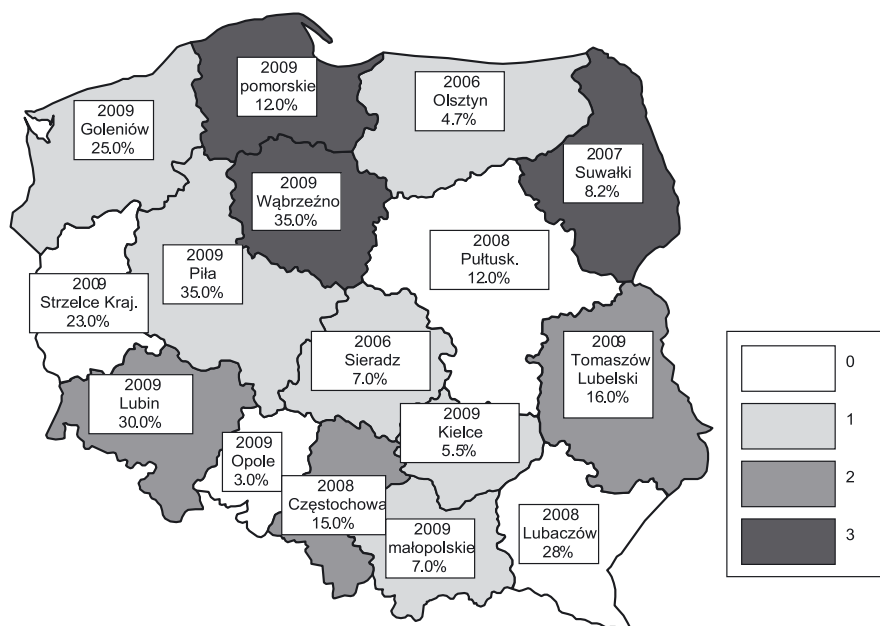 2009
pomorskie
12.0%
2006
Olsztyn
4.7%
2009
Goleniów
25.0%
2007
Suwałki
8.2%
2009
Wąbrzeźno
35.0%
2008
Pułtusk.
12.0%
2009
Piła
35.0%
2009
Strzelce Kraj.
23.0%
2006
Sieradz
7.0%
2009
Tomaszów
Lubelski
16.0%
2009
Lubin
30.0%
2009
Kielce
5.5%
2009
Opole
3.0%
2008
Częstochowa
15.0%
2009
małopolskie
7.0%
2008
Lubaczów
28%
0
1
2
3